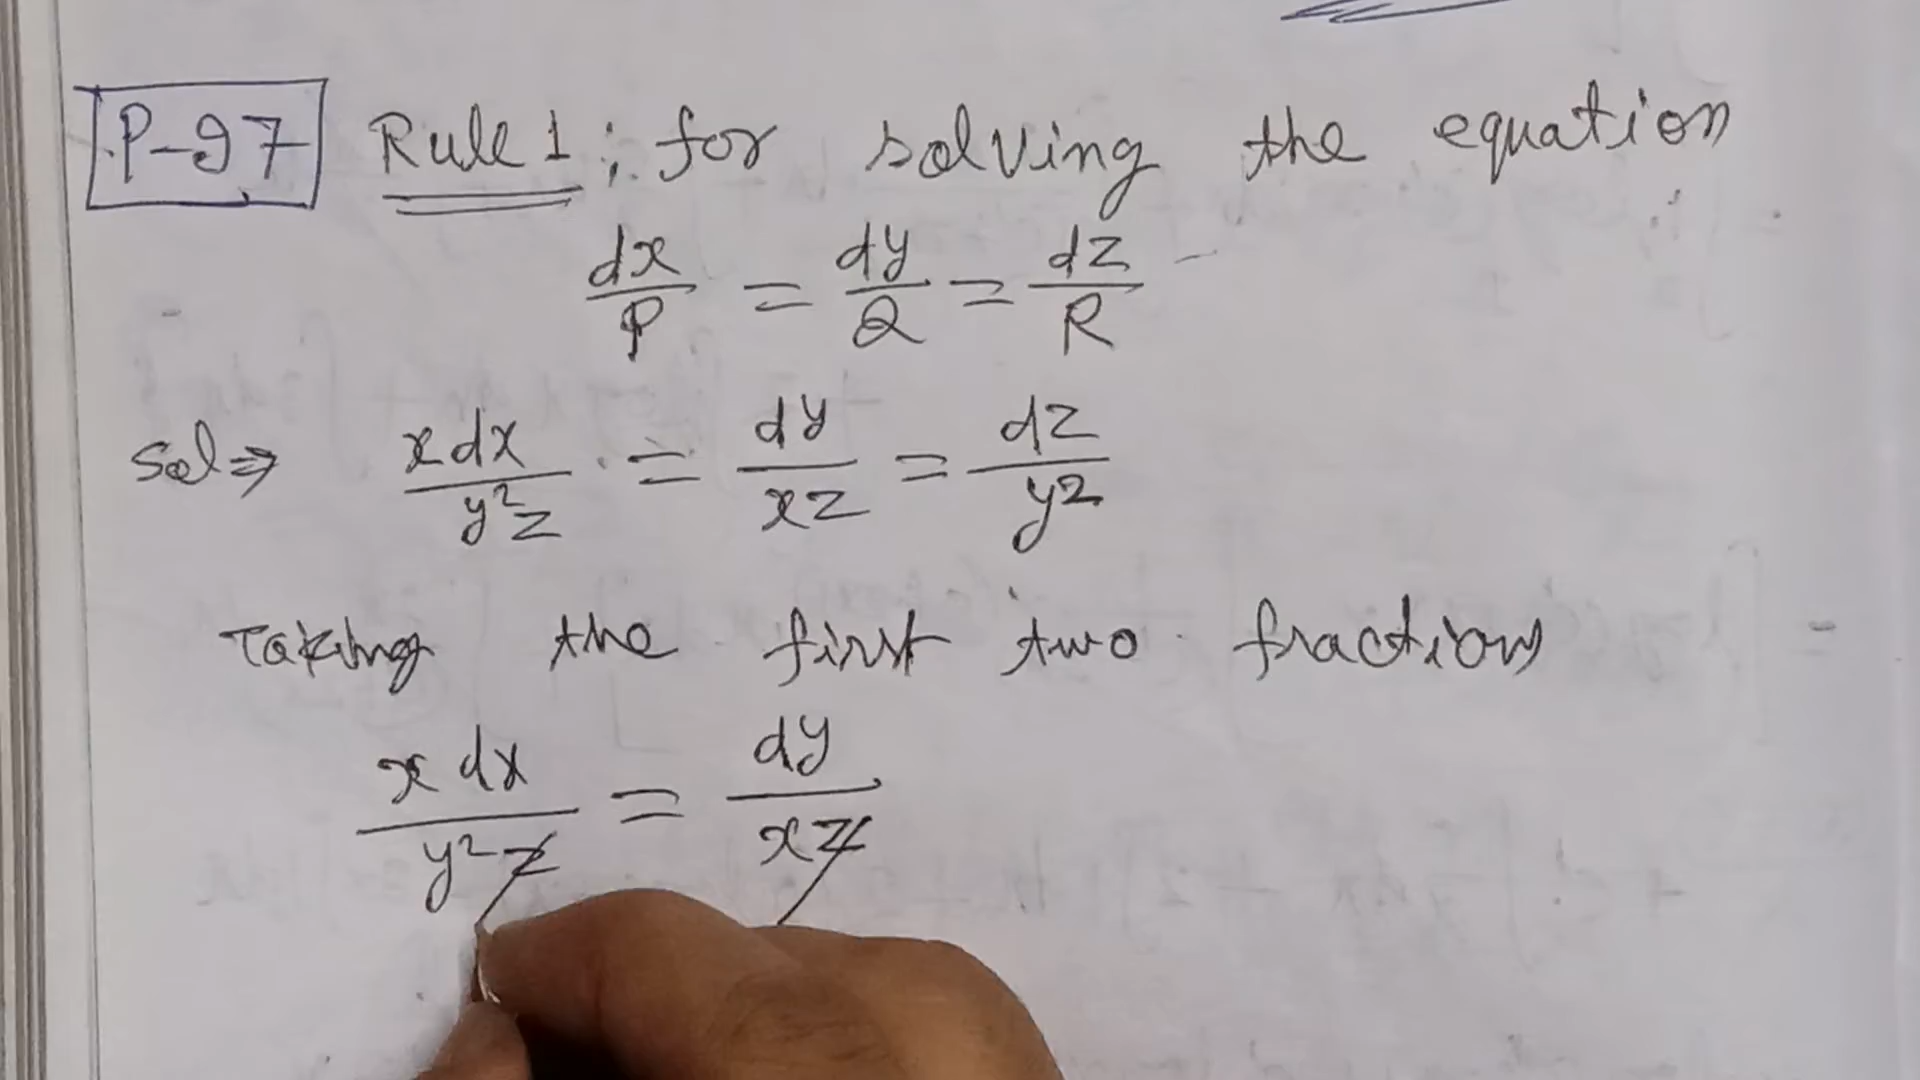 P-97 Rule 1; for solving the equation
dx/P = dy/Q = dz/R
Sol⇒ x dx/y²z = dy/xz = dz/y²
Taking the first two fractions
x dx/y²z = dy/xz